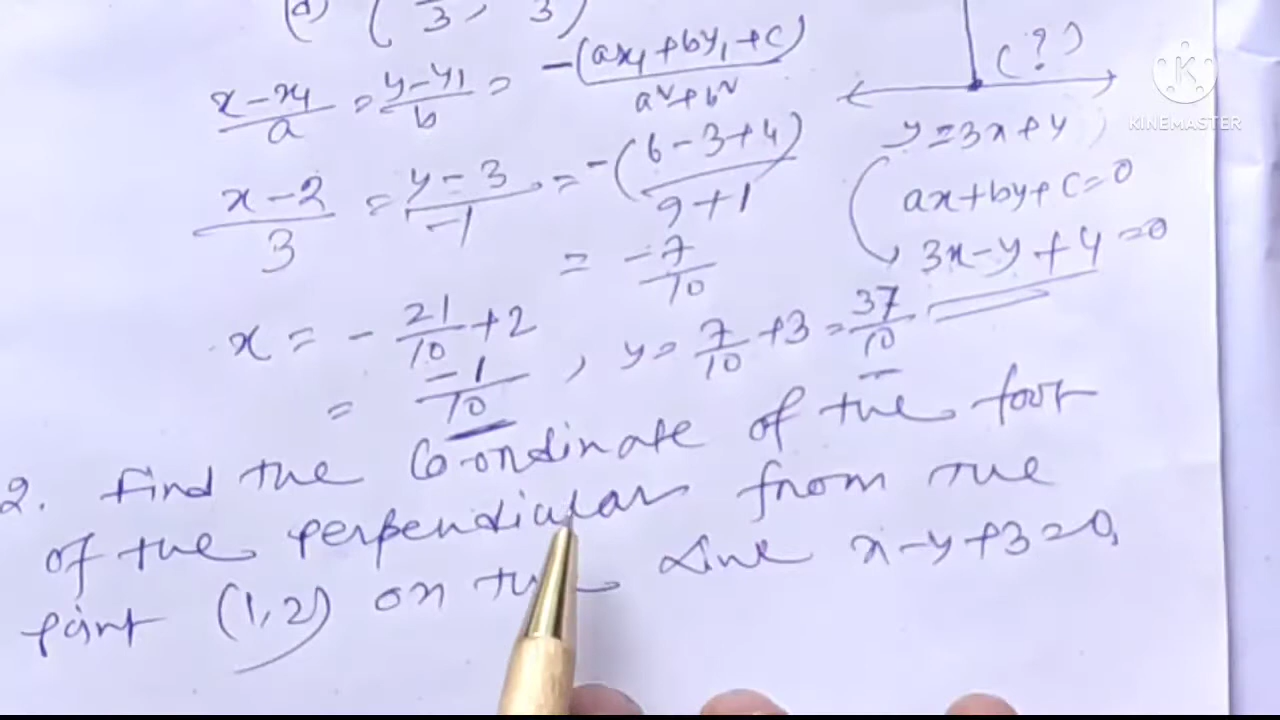 (a) ( /3, /3)
(x-x₁)/a = (y-y₁)/b = -(ax₁+by₁+c)/(a²+b²)
(?)
KINEMASTER
y=3x+4
(x-2)/3 = (y-3)/-1 = -(6-3+4)/(9+1)
ax+by+c=0
= -7/10
3x-y+4=0
x = -21/10+2, y= 7/10+3=37/10
= -1/10
2. Find the Co-ordinate of the foot
of the perpendicular from the
point (1,2) on the line x-y+3=0,